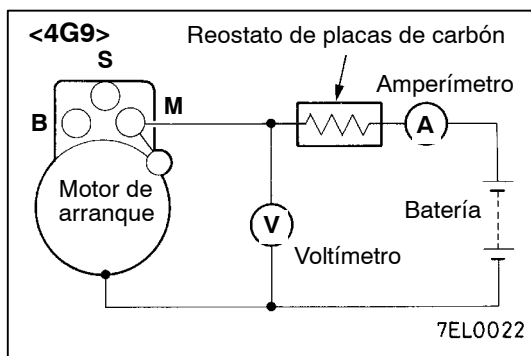 <4G9>
Reostato de placas de carbón
S
Amperímetro
B
M
A
Motor de
arranque
Batería
V
Voltímetro
7EL0022